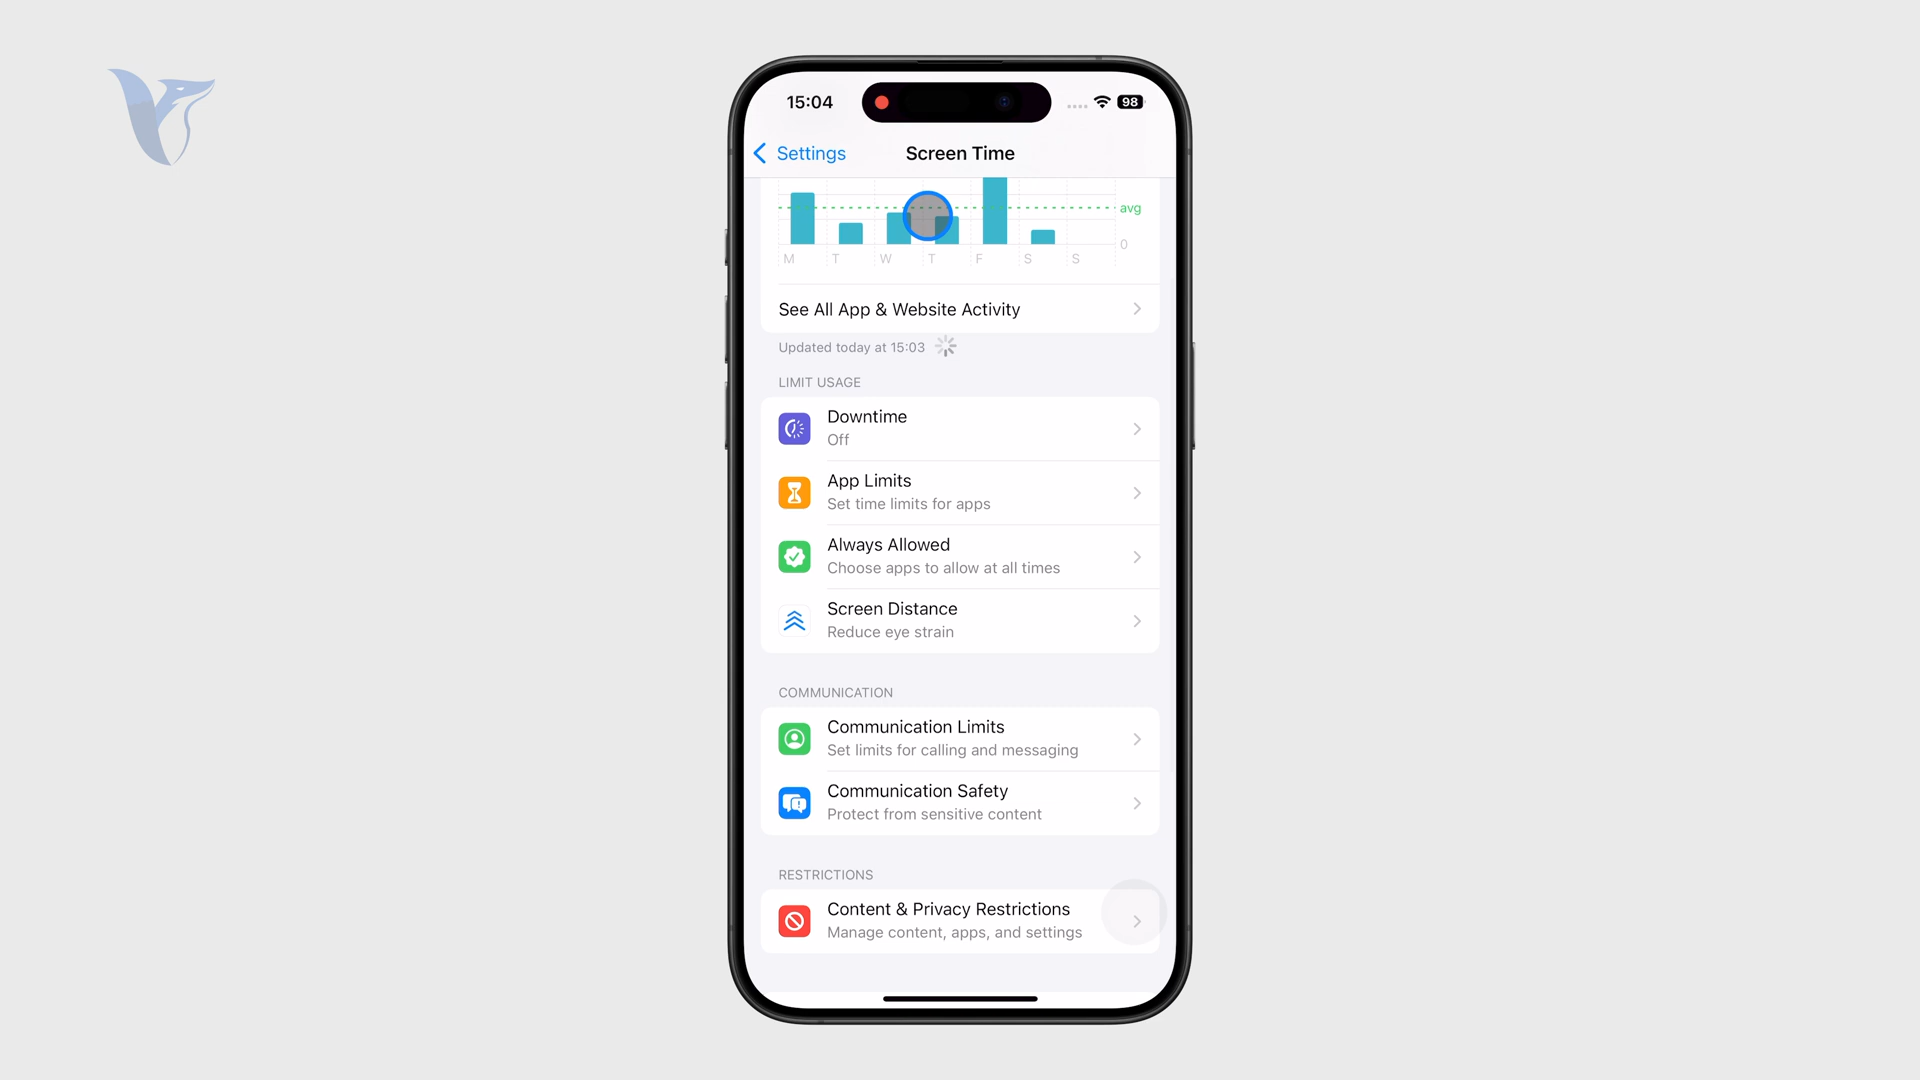 15:04
98
Settings
Screen Time
avg
0
M T W T F S S
See All App & Website Activity
Updated today at 15:03
LIMIT USAGE
Downtime
Off
App Limits
Set time limits for apps
Always Allowed
Choose apps to allow at all times
Screen Distance
Reduce eye strain
COMMUNICATION
Communication Limits
Set limits for calling and messaging
Communication Safety
Protect from sensitive content
RESTRICTIONS
Content & Privacy Restrictions
Manage content, apps, and settings